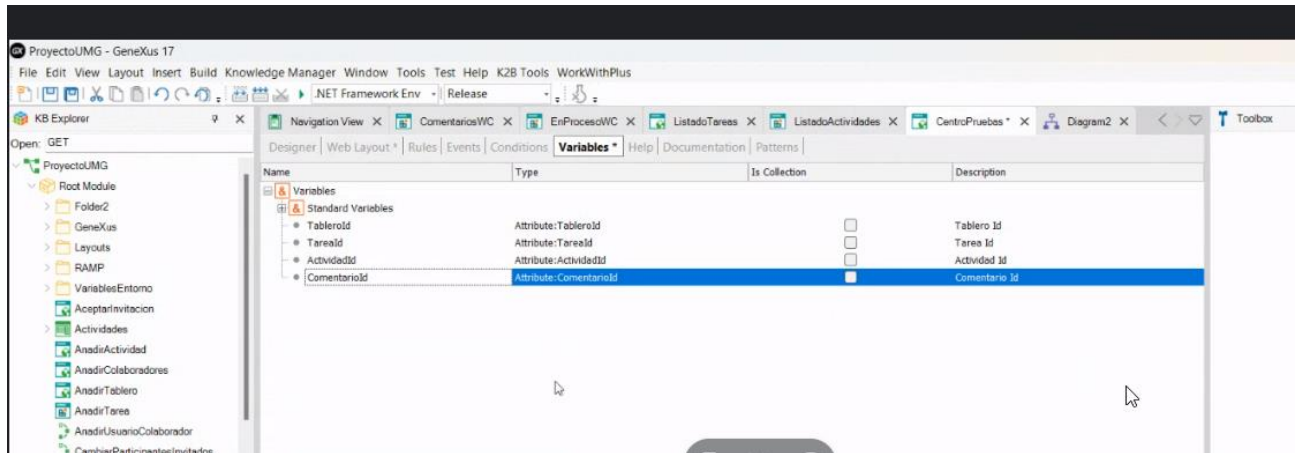 ProyectoUMG - GeneXus 17
File Edit View Layout Insert Build Knowledge Manager Window Tools Test Help K2B Tools WorkWithPlus
.NET Framework Env Release
KB Explorer
Navigation View ComentariosWC EnProcesoWC ListadoTareas ListadoActividades CentroPruebas * Diagram2 Toolbox
Open: GET
Designer Web Layout * Rules Events Conditions Variables * Help Documentation Patterns
ProyectoUMG
Name Type Is Collection Description
Root Module
Variables
Folder2
Standard Variables
GeneXus
TableroId Attribute:TableroId Tablero Id
Layouts
TareaId Attribute:TareaId Tarea Id
RAMP
ActividadId Attribute:ActividadId Actividad Id
VariablesEntorno
ComentarioId Attribute:ComentarioId Comentario Id
AceptarInvitacion
Actividades
AnadirActividad
AnadirColaboradores
AnadirTablero
AnadirTarea
AnadirUsuarioColaborador
CambiarParticipantesInvitados